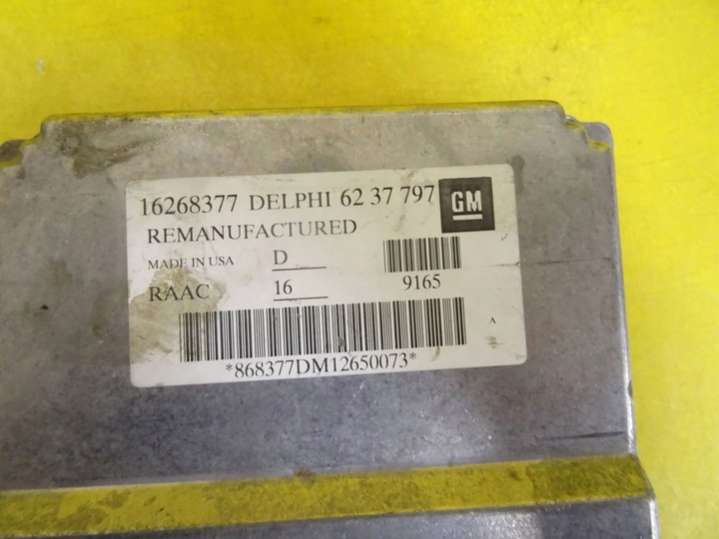 16268377 DELPHI 62 37 797 GM
REMANUFACTURED
MADE IN USA D
RAAC 16 9165
A
*868377DM12650073*